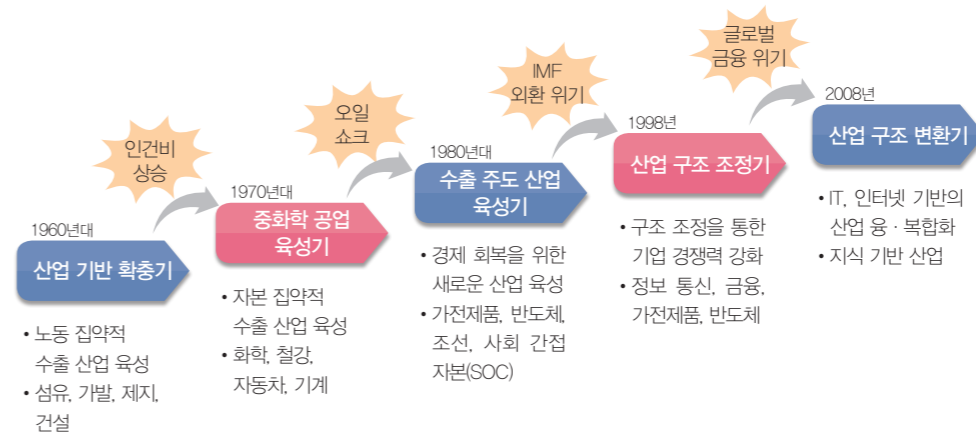 1960년대
산업 기반 확충기
• 노동 집약적
수출 산업 육성
• 섬유, 가발, 제지,
건설
인건비
상승
1970년대
중화학 공업
육성기
• 자본 집약적
수출 산업 육성
• 화학, 철강,
자동차, 기계
오일
쇼크
1980년대
수출 주도 산업
육성기
• 경제 회복을 위한
새로운 산업 육성
• 가전제품, 반도체,
조선, 사회 간접
자본(SOC)
IMF
외환 위기
1998년
산업 구조 조정기
• 구조 조정을 통한
기업 경쟁력 강화
• 정보 통신, 금융,
가전제품, 반도체
글로벌
금융 위기
2008년
산업 구조 변환기
• IT, 인터넷 기반의
산업 융·복합화
• 지식 기반 산업